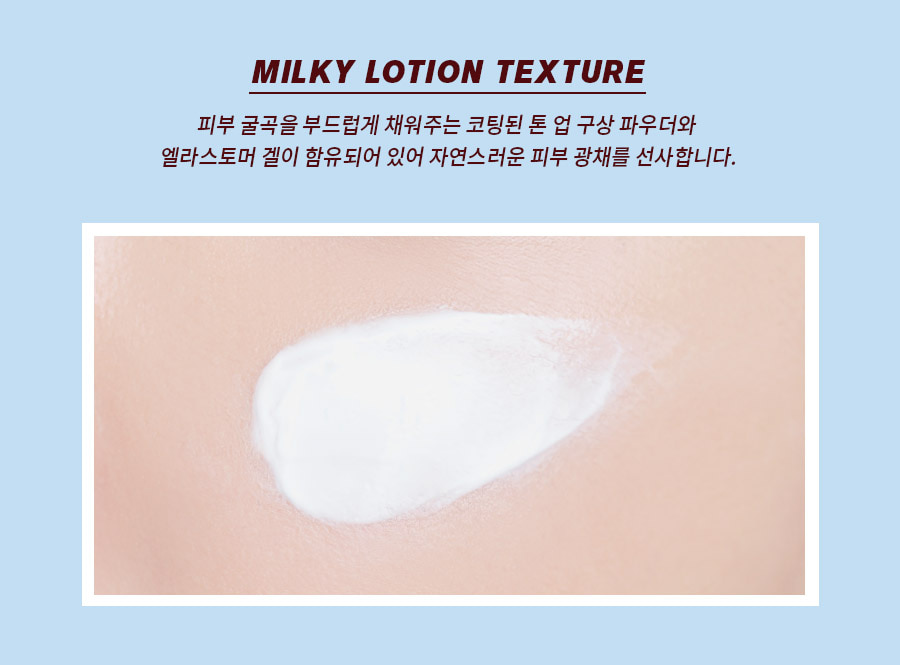 MILKY LOTION TEXTURE
피부 굴곡을 부드럽게 채워주는 코팅된 톤 업 구상 파우더와
엘라스토머 겔이 함유되어 있어 자연스러운 피부 광채를 선사합니다.